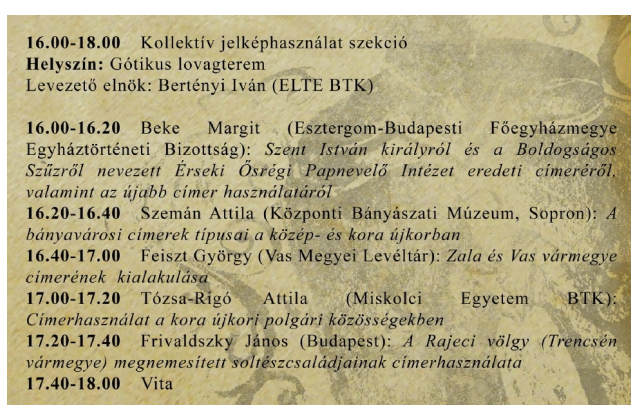 16.00-18.00 Kollektív jelképhasználat szekció
Helyszín: Gótikus lovagterem
Levezető elnök: Bertényi Iván (ELTE BTK)
16.00-16.20 Beke Margit (Esztergom-Budapesti Főegyházmegye
Egyháztörténeti Bizottság): Szent István királyról és a Boldogságos
Szűzről nevezett Érseki Ősrégi Papnevelő Intézet eredeti címeréről,
valamint az újabb címer használatáról
16.20-16.40 Szemán Attila (Központi Bányászati Múzeum, Sopron): A
bányavárosi címerek típusai a közép- és kora újkorban
16.40-17.00 Feiszt György (Vas Megyei Levéltár): Zala és Vas vármegye
címerének kialakulása
17.00-17.20 Tózsa-Rigó Attila (Miskolci Egyetem BTK):
Címerhasználat a kora újkori polgári közösségekben
17.20-17.40 Frivaldszky János (Budapest): A Rajeci völgy (Trencsén
vármegye) megnemesített soltészcsaládjainak címerhasználata
17.40-18.00 Vita